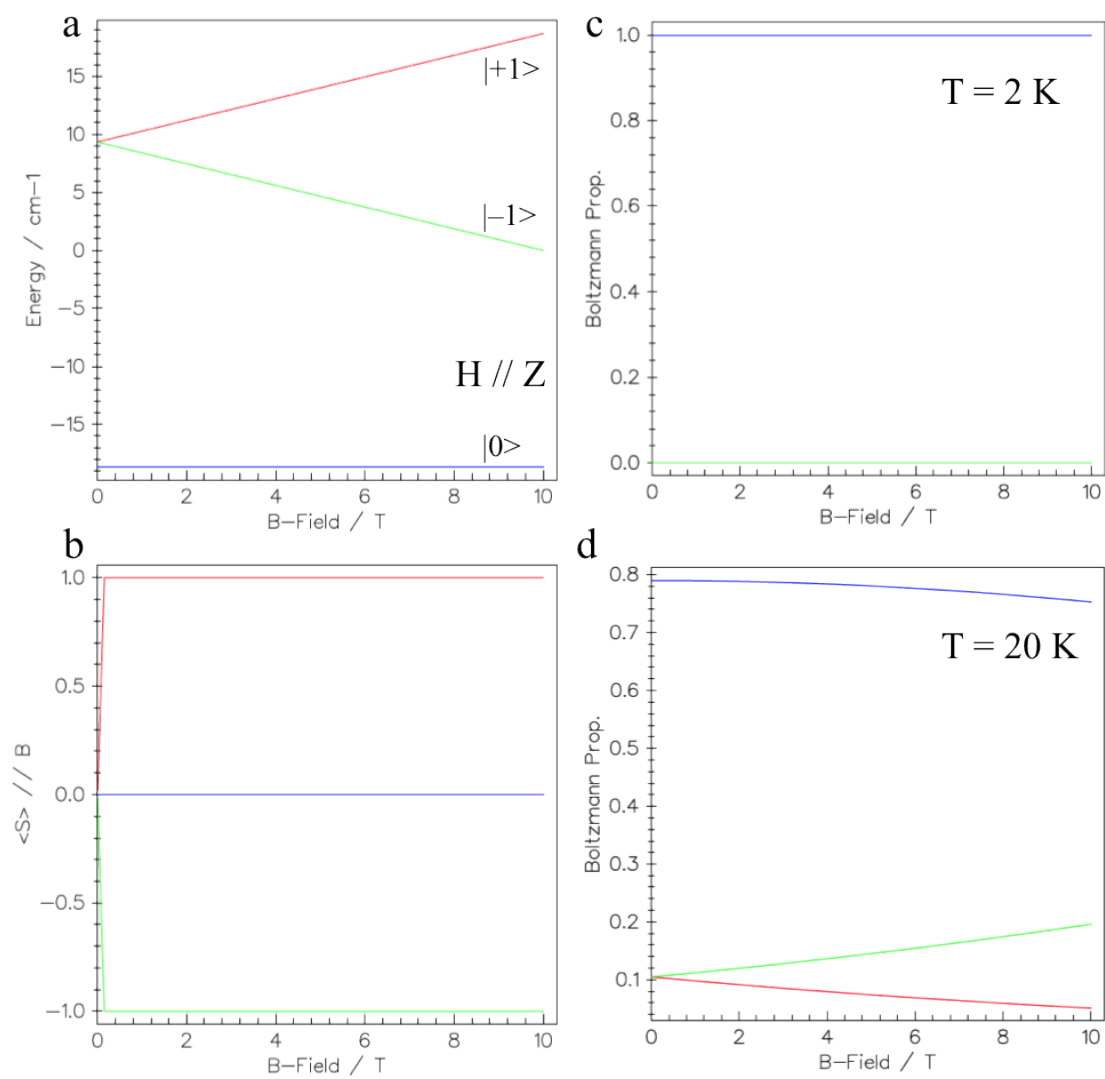 a
Energy / cm−1
15
10
5
0
−5
−10
−15
|+1>
|−1>
H // Z
|0>
0 2 4 6 8 10
B−Field / T
c
Boltzmann Prop.
1.0
0.8
0.6
0.4
0.2
0.0
T = 2 K
0 2 4 6 8 10
B−Field / T
b
<S> // B
1.0
0.5
0.0
−0.5
−1.0
0 2 4 6 8 10
B−Field / T
d
Boltzmann Prop.
0.8
0.7
0.6
0.5
0.4
0.3
0.2
0.1
T = 20 K
0 2 4 6 8 10
B−Field / T